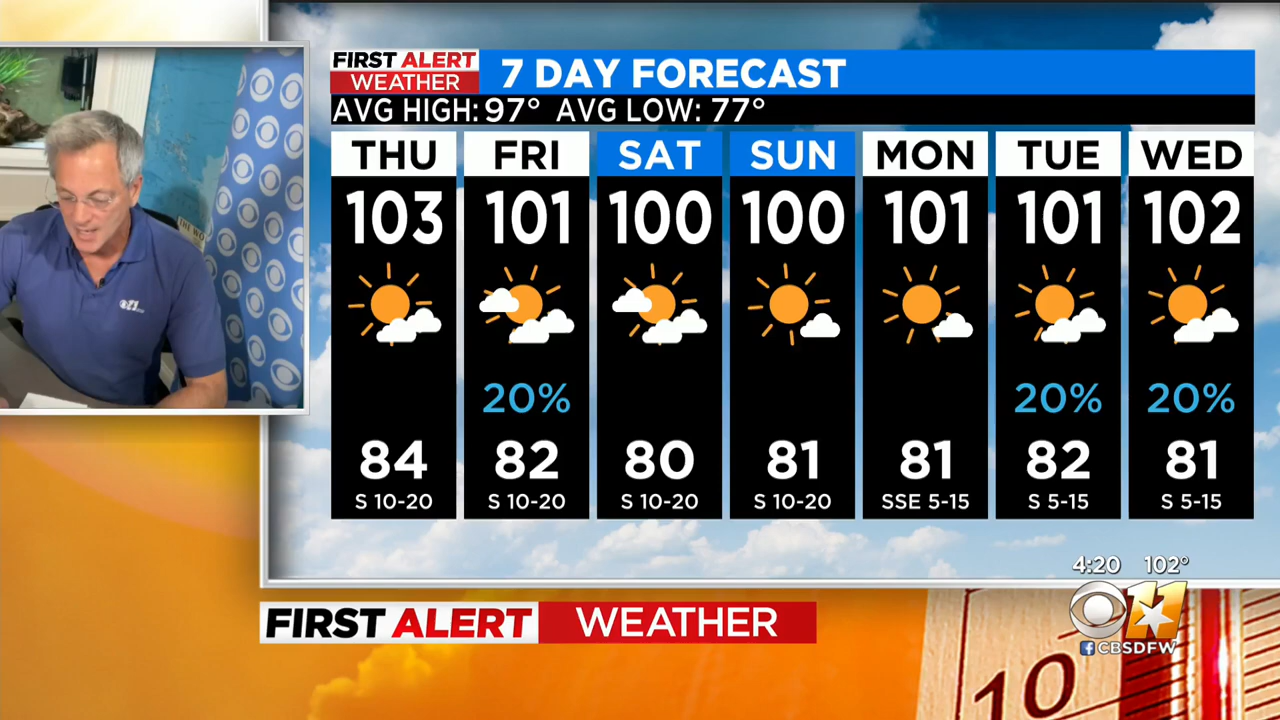 FIRST ALERT
WEATHER
7 DAY FORECAST
AVG HIGH: 97° AVG LOW: 77°
THU FRI SAT SUN MON TUE WED
103 101 100 100 101 101 102
20% 20% 20%
84 82 80 81 81 82 81
S 10-20 S 10-20 S 10-20 S 10-20 SSE 5-15 S 5-15 S 5-15
4:20 102°
11
CBSDFW
FIRST ALERT WEATHER
10